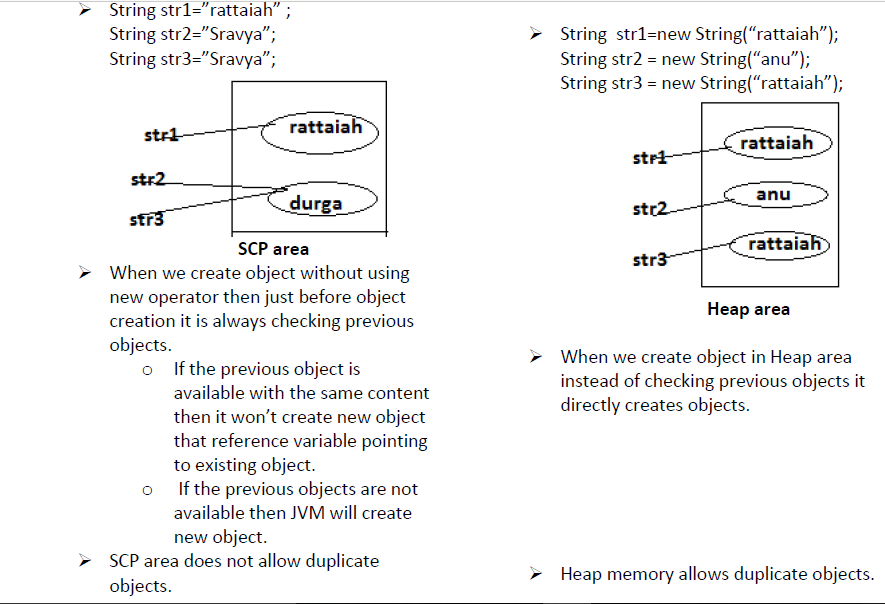 ➢ String str1=”rattaiah” ;
String str2=”Sravya”;
String str3=”Sravya”;
rattaiah
str1
str2
durga
str3
SCP area
➢ When we create object without using
new operator then just before object
creation it is always checking previous
objects.
o If the previous object is
available with the same content
then it won’t create new object
that reference variable pointing
to existing object.
o If the previous objects are not
available then JVM will create
new object.
➢ SCP area does not allow duplicate
objects.
➢ String str1=new String(“rattaiah”);
String str2 = new String(“anu”);
String str3 = new String(“rattaiah”);
rattaiah
str1
anu
str2
rattaiah
str3
Heap area
➢ When we create object in Heap area
instead of checking previous objects it
directly creates objects.
➢ Heap memory allows duplicate objects.